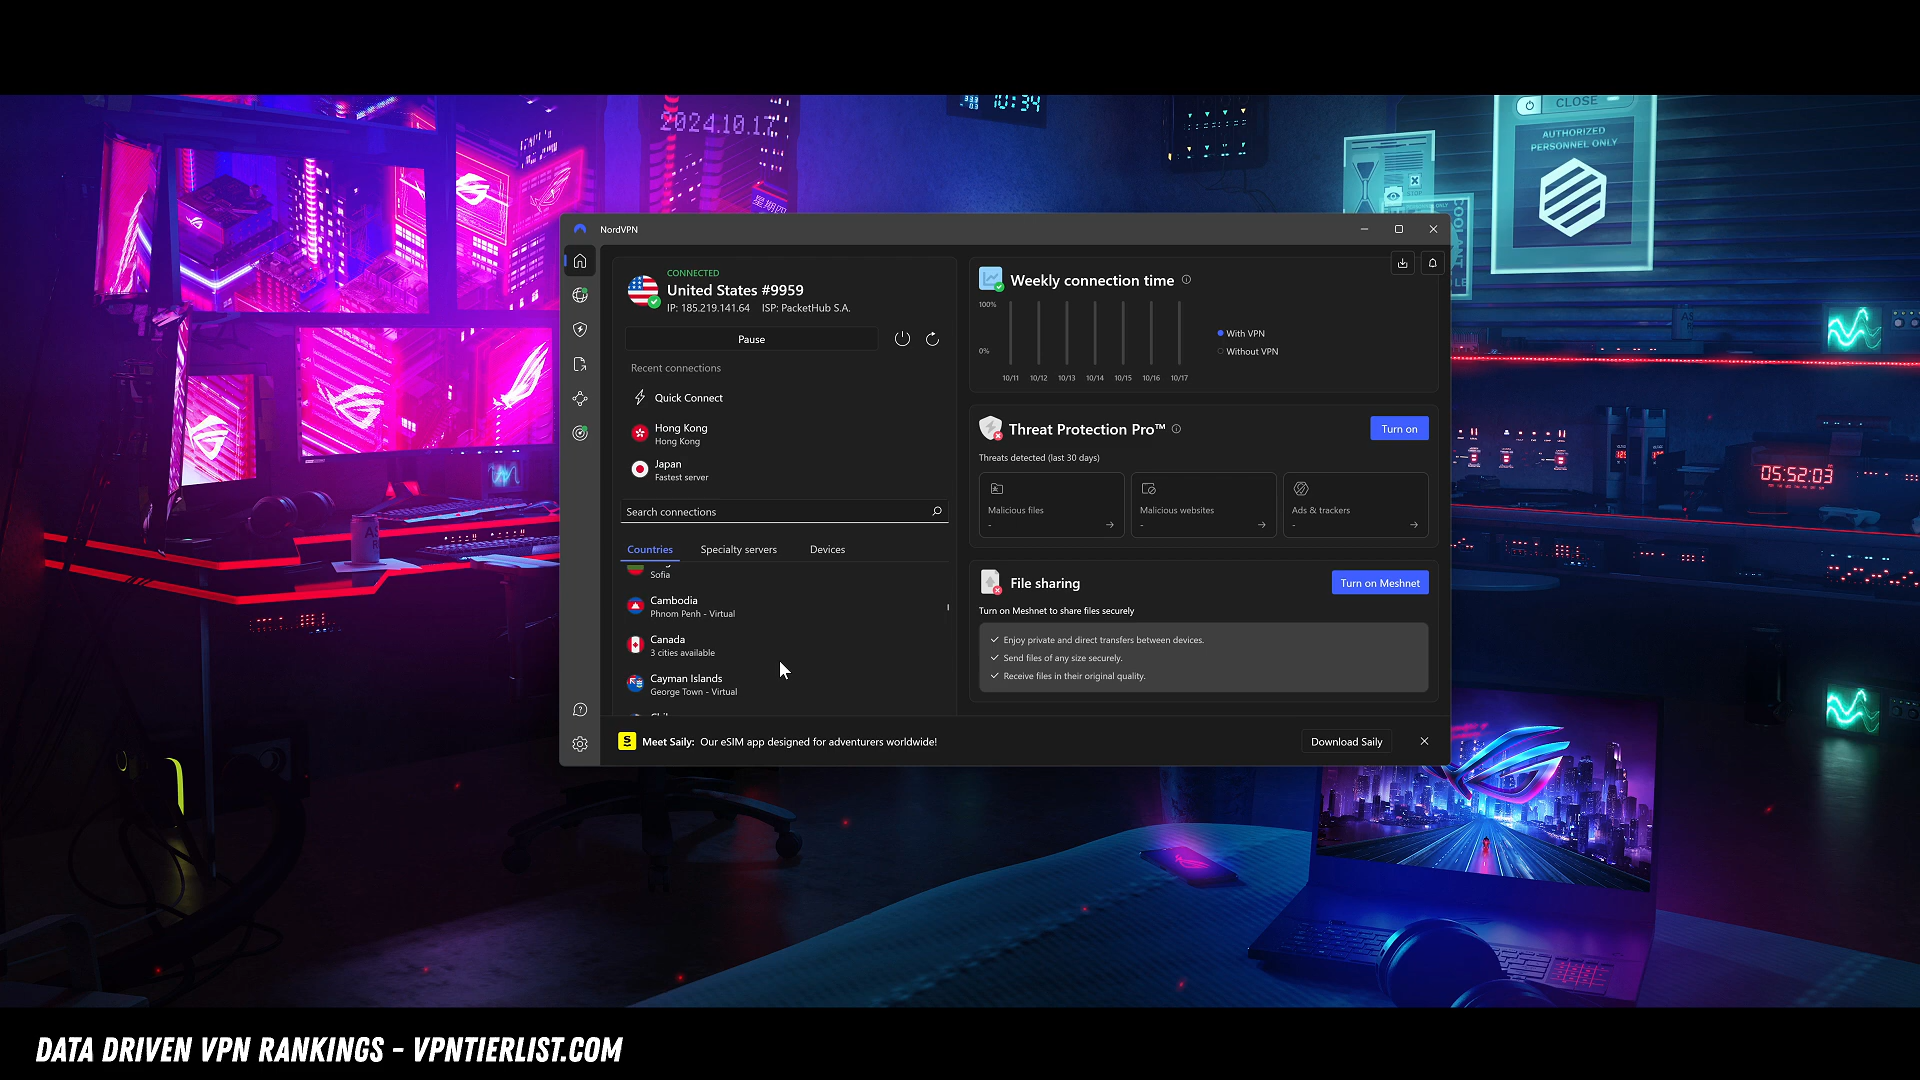 2024.10.17
星期四
10:34
CLOSE
AUTHORIZED
PERSONNEL ONLY
STOP
COOLANT
05:52:03
NordVPN
CONNECTED
United States #9959
IP: 185.219.141.64 ISP: PacketHub S.A.
Pause
Recent connections
Quick Connect
Hong Kong
Hong Kong
Japan
Fastest server
Search connections
Countries
Specialty servers
Devices
Sofia
Cambodia
Phnom Penh - Virtual
Canada
3 cities available
Cayman Islands
George Town - Virtual
Weekly connection time
100%
0%
10/11 10/12 10/13 10/14 10/15 10/16 10/17
With VPN
Without VPN
Threat Protection Pro™
Turn on
Threats detected (last 30 days)
Malicious files
-
Malicious websites
-
Ads & trackers
-
File sharing
Turn on Meshnet
Turn on Meshnet to share files securely
Enjoy private and direct transfers between devices.
Send files of any size securely.
Receive files in their original quality.
Meet Saily: Our eSIM app designed for adventurers worldwide!
Download Saily
DATA DRIVEN VPN RANKINGS - VPNTIERLIST.COM